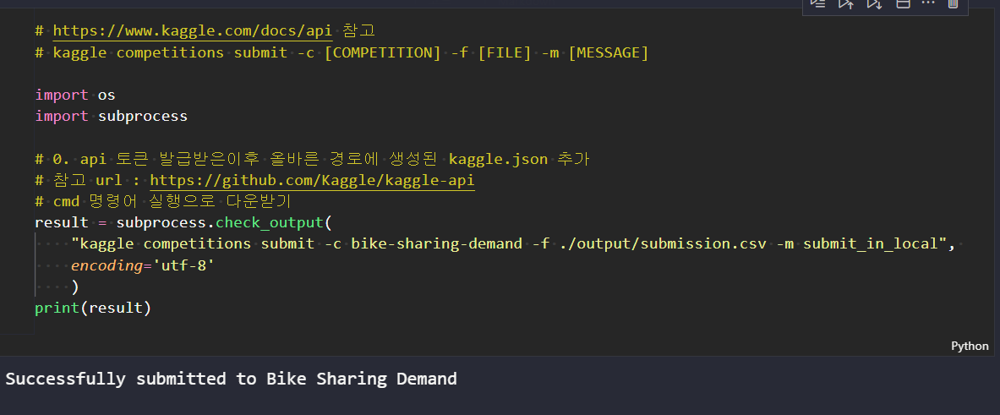 # https://www.kaggle.com/docs/api 참고
# kaggle competitions submit -c [COMPETITION] -f [FILE] -m [MESSAGE]
import os
import subprocess
# 0. api 토큰 발급받은이후 올바른 경로에 생성된 kaggle.json 추가
# 참고 url : https://github.com/Kaggle/kaggle-api
# cmd 명령어 실행으로 다운받기
result = subprocess.check_output(
    "kaggle competitions submit -c bike-sharing-demand -f ./output/submission.csv -m submit_in_local",
    encoding='utf-8'
    )
print(result)
Python
Successfully submitted to Bike Sharing Demand